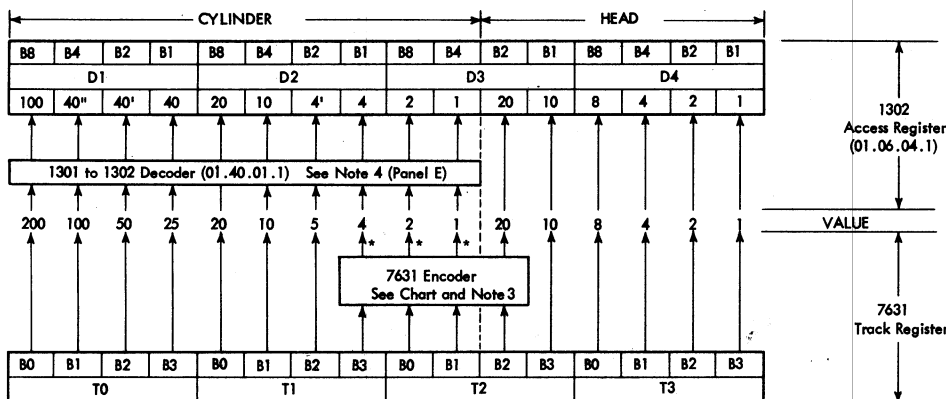 CYLINDER HEAD
B8 B4 B2 B1 B8 B4 B2 B1 B8 B4 B2 B1 B8 B4 B2 B1
D1 D2 D3 D4
100 40" 40' 40 20 10 4' 4 2 1 20 10 8 4 2 1
1302
Access Register
(01.06.04.1)
1301 to 1302 Decoder (01.40.01.1) See Note 4 (Panel E)
200 100 50 25 20 10 5 4 2 1 20 10 8 4 2 1 VALUE
* * *
7631 Encoder
See Chart and Note 3
7631
Track Register
B0 B1 B2 B3 B0 B1 B2 B3 B0 B1 B2 B3 B0 B1 B2 B3
T0 T1 T2 T3